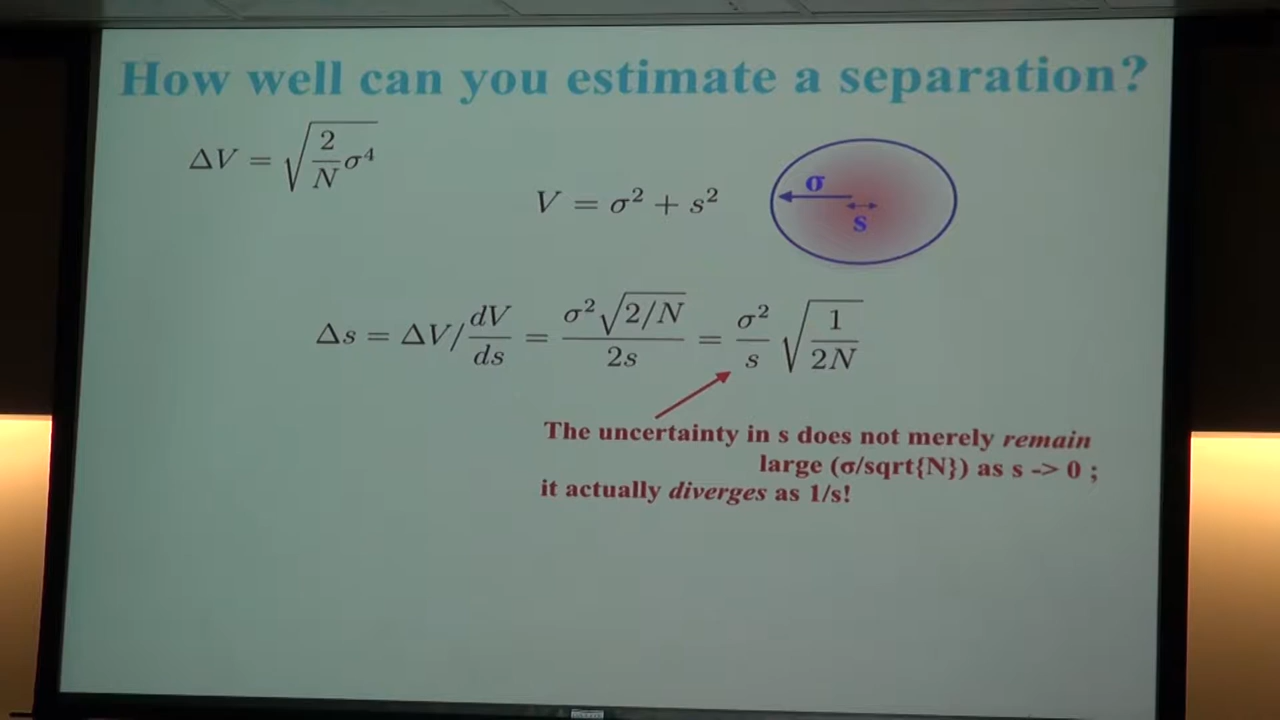 How well can you estimate a separation?
ΔV = √(2/N σ⁴)
V = σ² + s²
σ
s
Δs = ΔV/(dV/ds) = σ²√(2/N)/2s = σ²/s √(1/2N)
The uncertainty in s does not merely remain
large (σ/sqrt{N}) as s -> 0 ;
it actually diverges as 1/s!